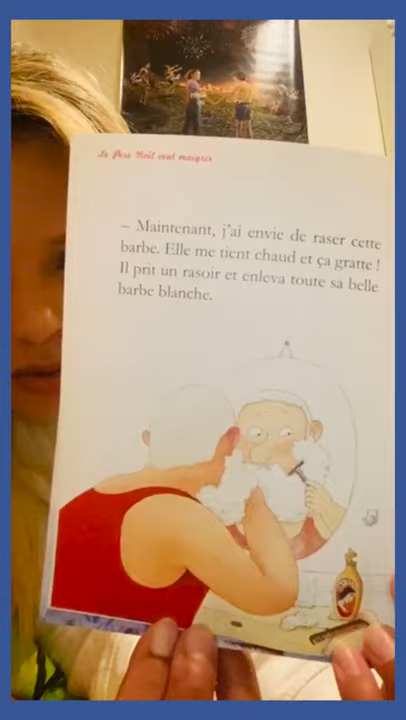 Le Père Noël veut maigrir
– Maintenant, j'ai envie de raser cette
barbe. Elle me tient chaud et ça gratte !
Il prit un rasoir et enleva toute sa belle
barbe blanche.